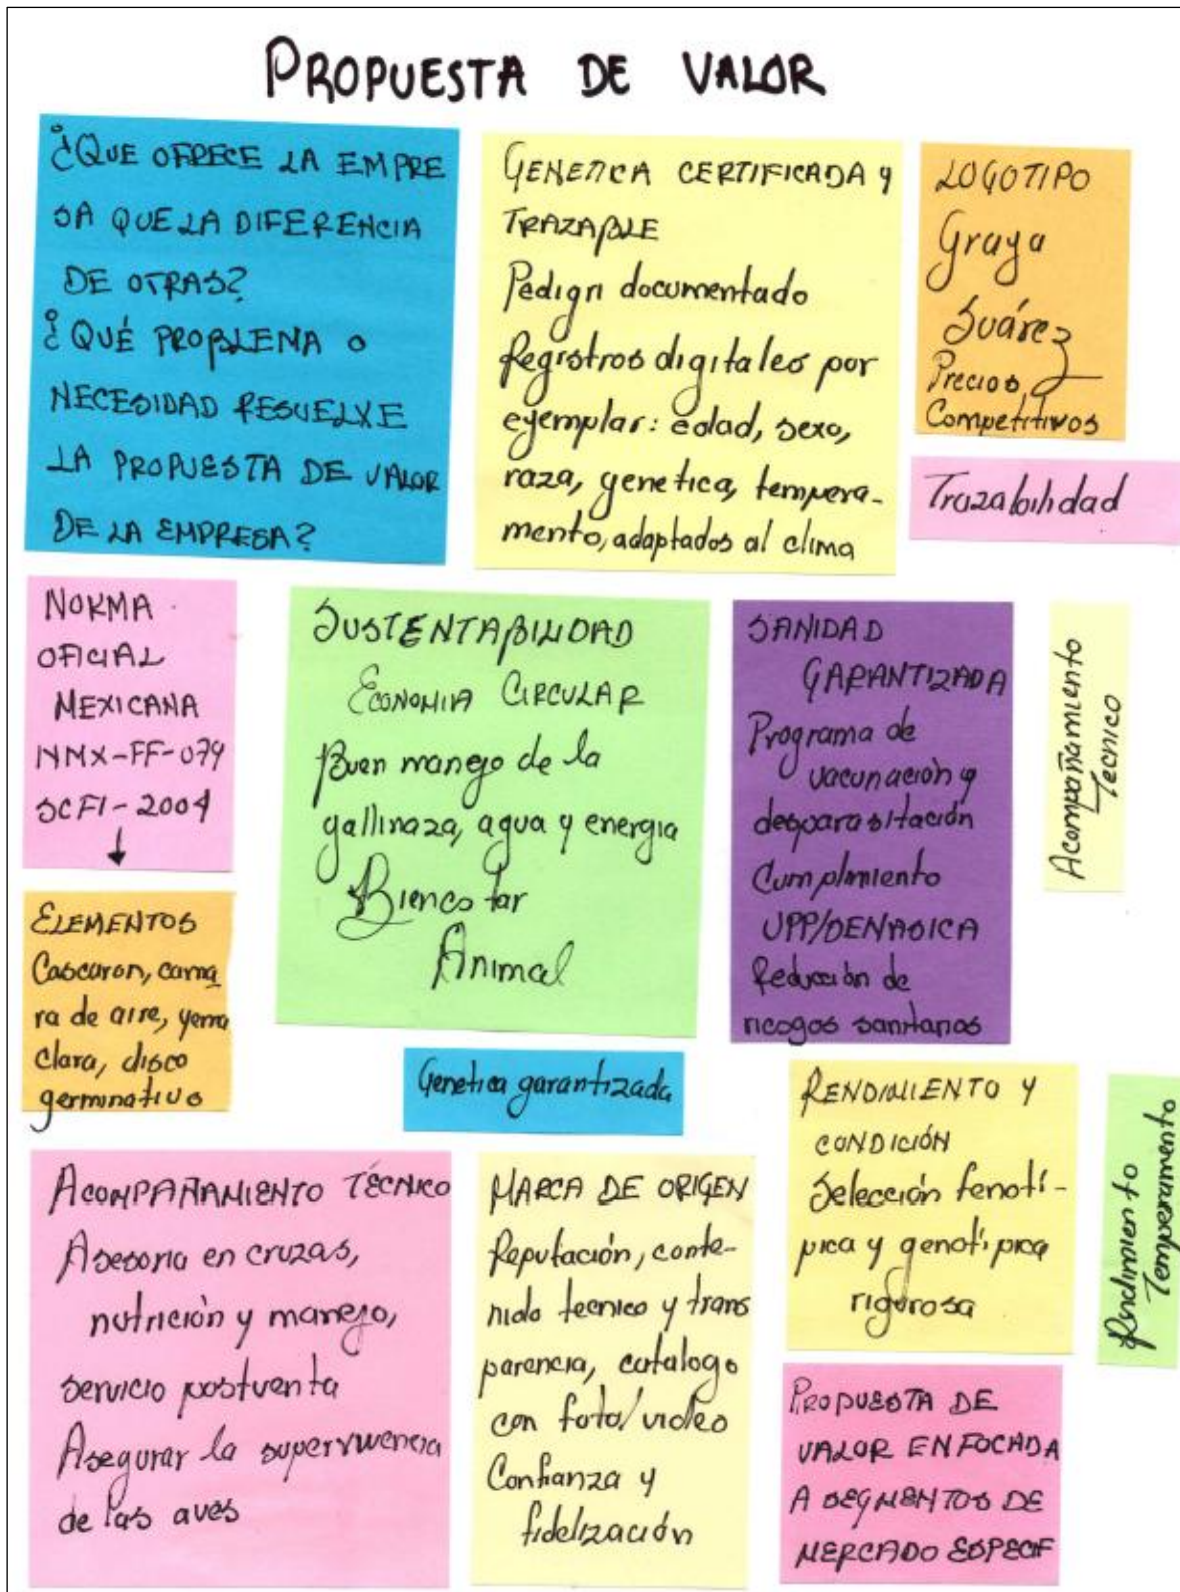 PROPUESTA DE VALOR
¿QUE OFRECE LA EMPRE
SA QUE LA DIFERENCIA
DE OTRAS?
¿QUÉ PROBLEMA O
NECESIDAD RESUELVE
LA PROPUESTA DE VALOR
DE LA EMPRESA?
GENETICA CERTIFICADA Y
TRAZABLE
Pedigri documentado
Registros digitales por
ejemplar: edad, sexo,
raza, genetica, tempera-
mento, adaptados al clima
LOGOTIPO
Graya
Suárez
Precios
Competitivos
Trazabilidad
NORMA
OFICIAL
MEXICANA
NMX-FF-079
SCFI-2004
SUSTENTABILIDAD
ECONOMIA CIRCULAR
Buen manejo de la
gallinaza, agua y energia
Bienestar
Animal
SANIDAD
GARANTIZADA
Programa de
vacunación y
desparasitación
Cumplimiento
UPP/SENASICA
Reducción de
riesgos sanitarios
Acompañamiento
Tecnico
ELEMENTOS
Cascaron, cama
ra de aire, yema
clara, disco
germinativo
Genetica garantizada
RENDIMIENTO Y
CONDICIÓN
Selección fenotí-
pica y genotípica
rigurosa
Rendimiento
Temperamento
ACOMPAÑAMIENTO TÉCNICO
Asesoria en cruzas,
nutrición y manejo,
servicio postventa
Asegurar la supervivencia
de las aves
MARCA DE ORIGEN
Reputación, conte-
nido tecnico y trans
parencia, catalogo
con foto/video
Confianza y
fidelización
PROPUESTA DE
VALOR ENFOCADA
A SEGMENTOS DE
MERCADO ESPECIF